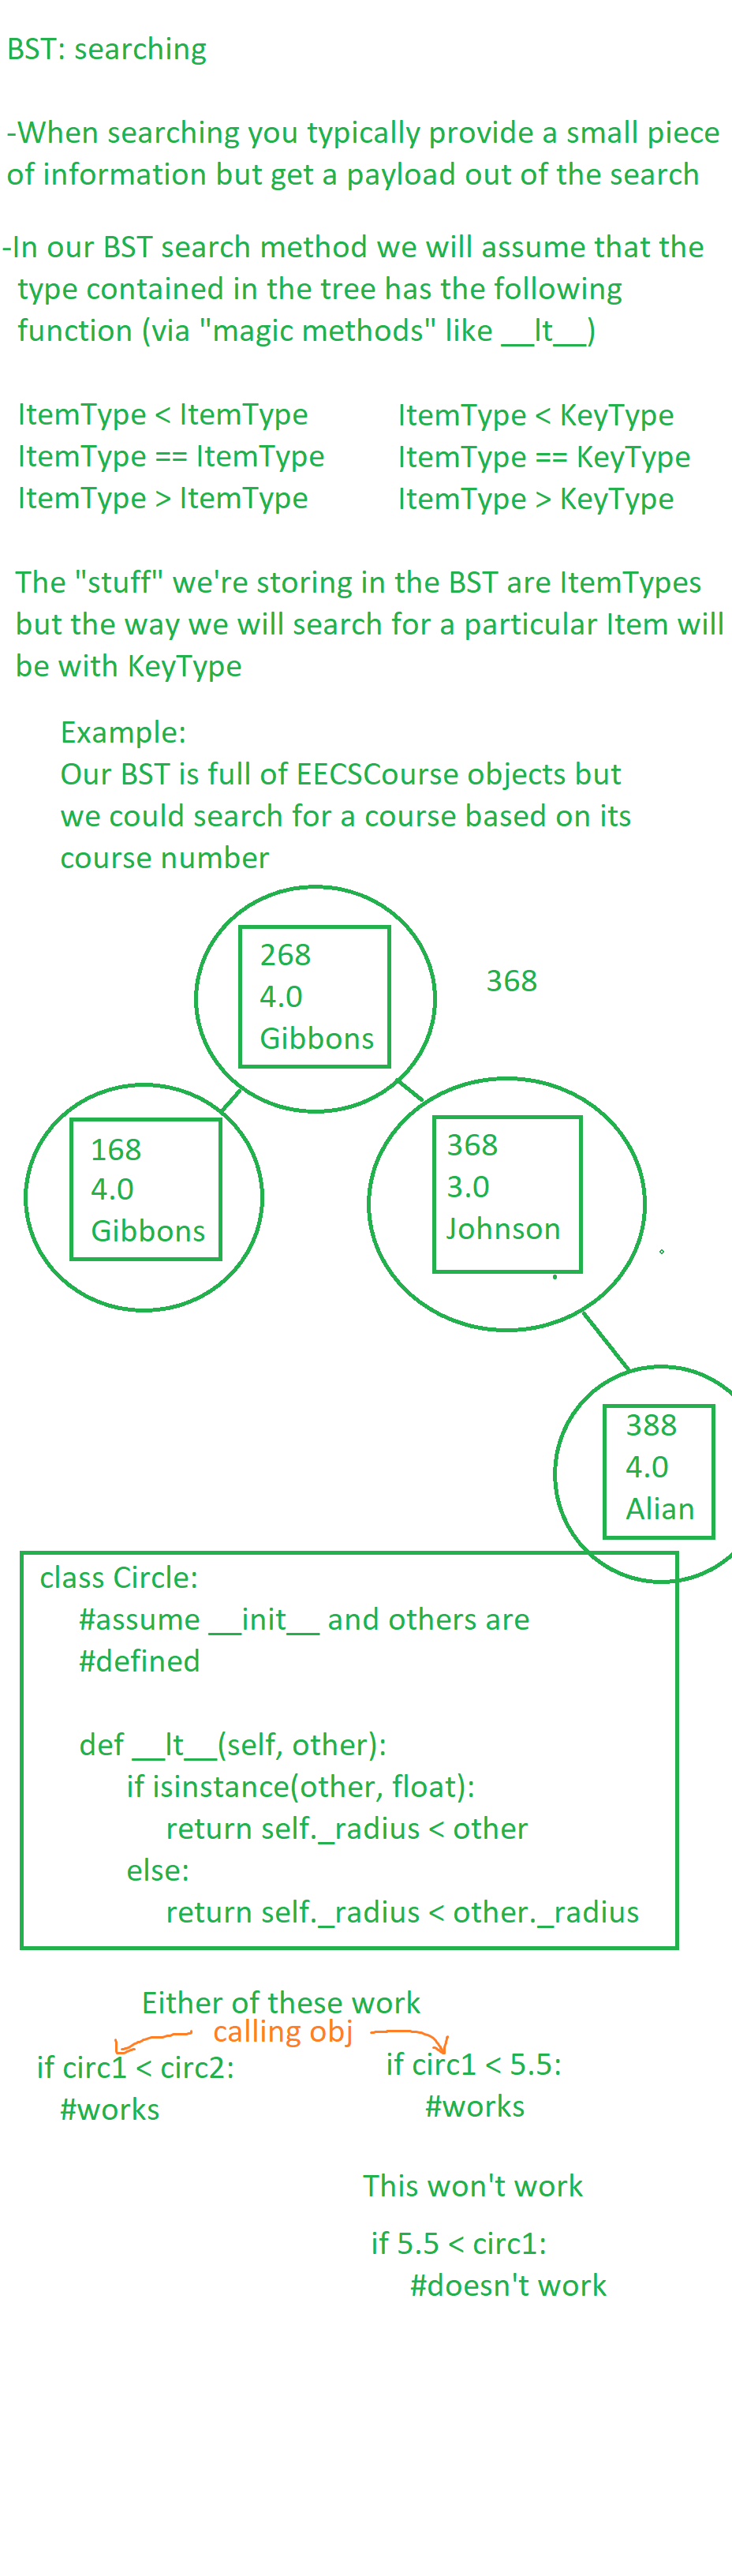 BST: searching
-When searching you typically provide a small piece
of information but get a payload out of the search
-In our BST search method we will assume that the
type contained in the tree has the following
function (via "magic methods" like __lt__)
ItemType < ItemType
ItemType == ItemType
ItemType > ItemType
ItemType < KeyType
ItemType == KeyType
ItemType > KeyType
The "stuff" we're storing in the BST are ItemTypes
but the way we will search for a particular Item will
be with KeyType
Example:
Our BST is full of EECSCourse objects but
we could search for a course based on its
course number
268
4.0
Gibbons
368
168
4.0
Gibbons
368
3.0
Johnson
388
4.0
Alian
class Circle:
#assume __init__ and others are
#defined
def __lt__(self, other):
if isinstance(other, float):
return self._radius < other
else:
return self._radius < other._radius
Either of these work
calling obj
if circ1 < circ2:
#works
if circ1 < 5.5:
#works
This won't work
if 5.5 < circ1:
#doesn't work